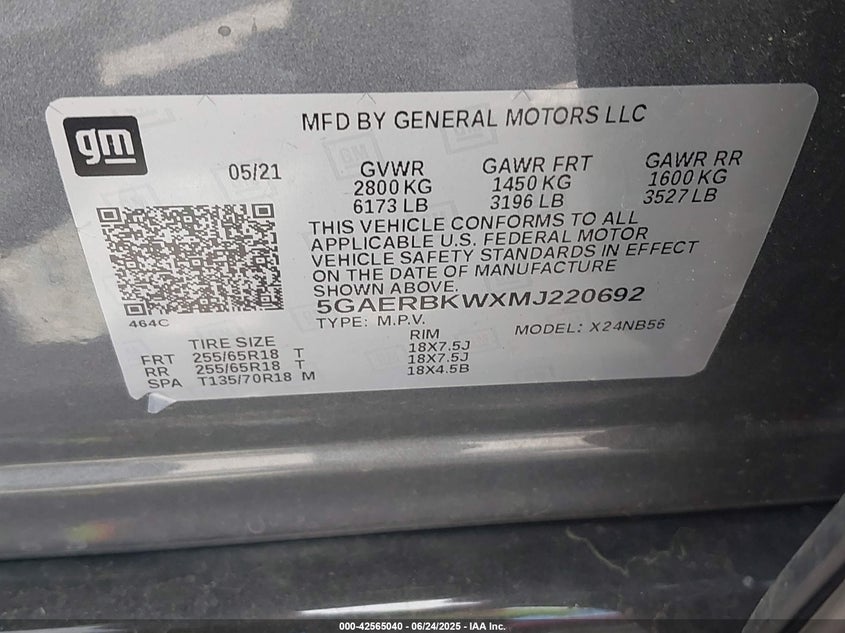 gm
MFD BY GENERAL MOTORS LLC
05/21
GVWR
2800 KG
6173 LB
GAWR FRT
1450 KG
3196 LB
GAWR RR
1600 KG
3527 LB
THIS VEHICLE CONFORMS TO ALL
APPLICABLE U.S. FEDERAL MOTOR
VEHICLE SAFETY STANDARDS IN EFFECT
ON THE DATE OF MANUFACTURE
SHOWN ABOVE.
5GAERBKWXMJ220692
TYPE: M.P.V.
MODEL: X24NB56
464C
TIRE SIZE RIM
FRT 255/65R18 T 18X7.5J
RR 255/65R18 T 18X7.5J
SPA T135/70R18 M 18X4.5B
000-42565040 - 06/24/2025 - IAA Inc.